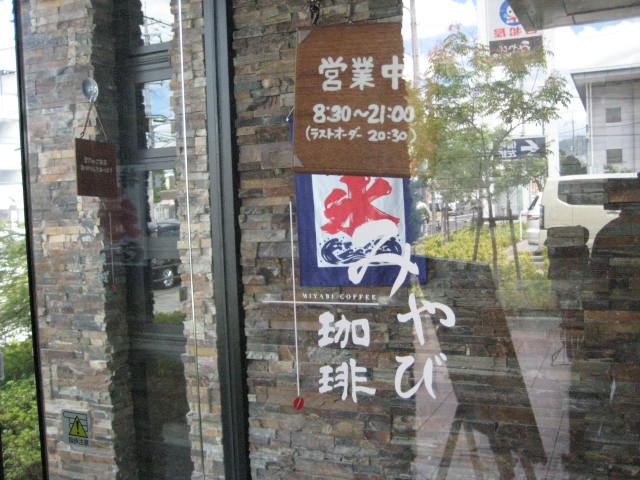 営業中
8:30～21:00
(ラストオーダー 20:30)
氷
MIYABI COFFEE
みやび
珈琲